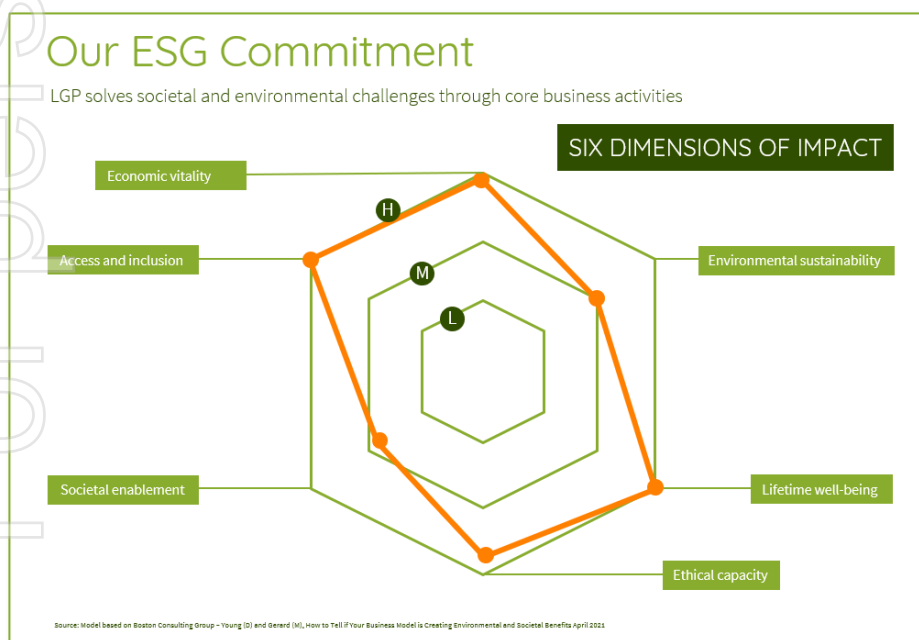 Our ESG Commitment
LGP solves societal and environmental challenges through core business activities
SIX DIMENSIONS OF IMPACT
Economic vitality
H
Access and inclusion
Environmental sustainability
M
L
Societal enablement
Lifetime well-being
Ethical capacity
Source: Model based on Boston Consulting Group – Young (D) and Gerard (M), How to Tell if Your Business Model is Creating Environmental and Societal Benefits April 2021